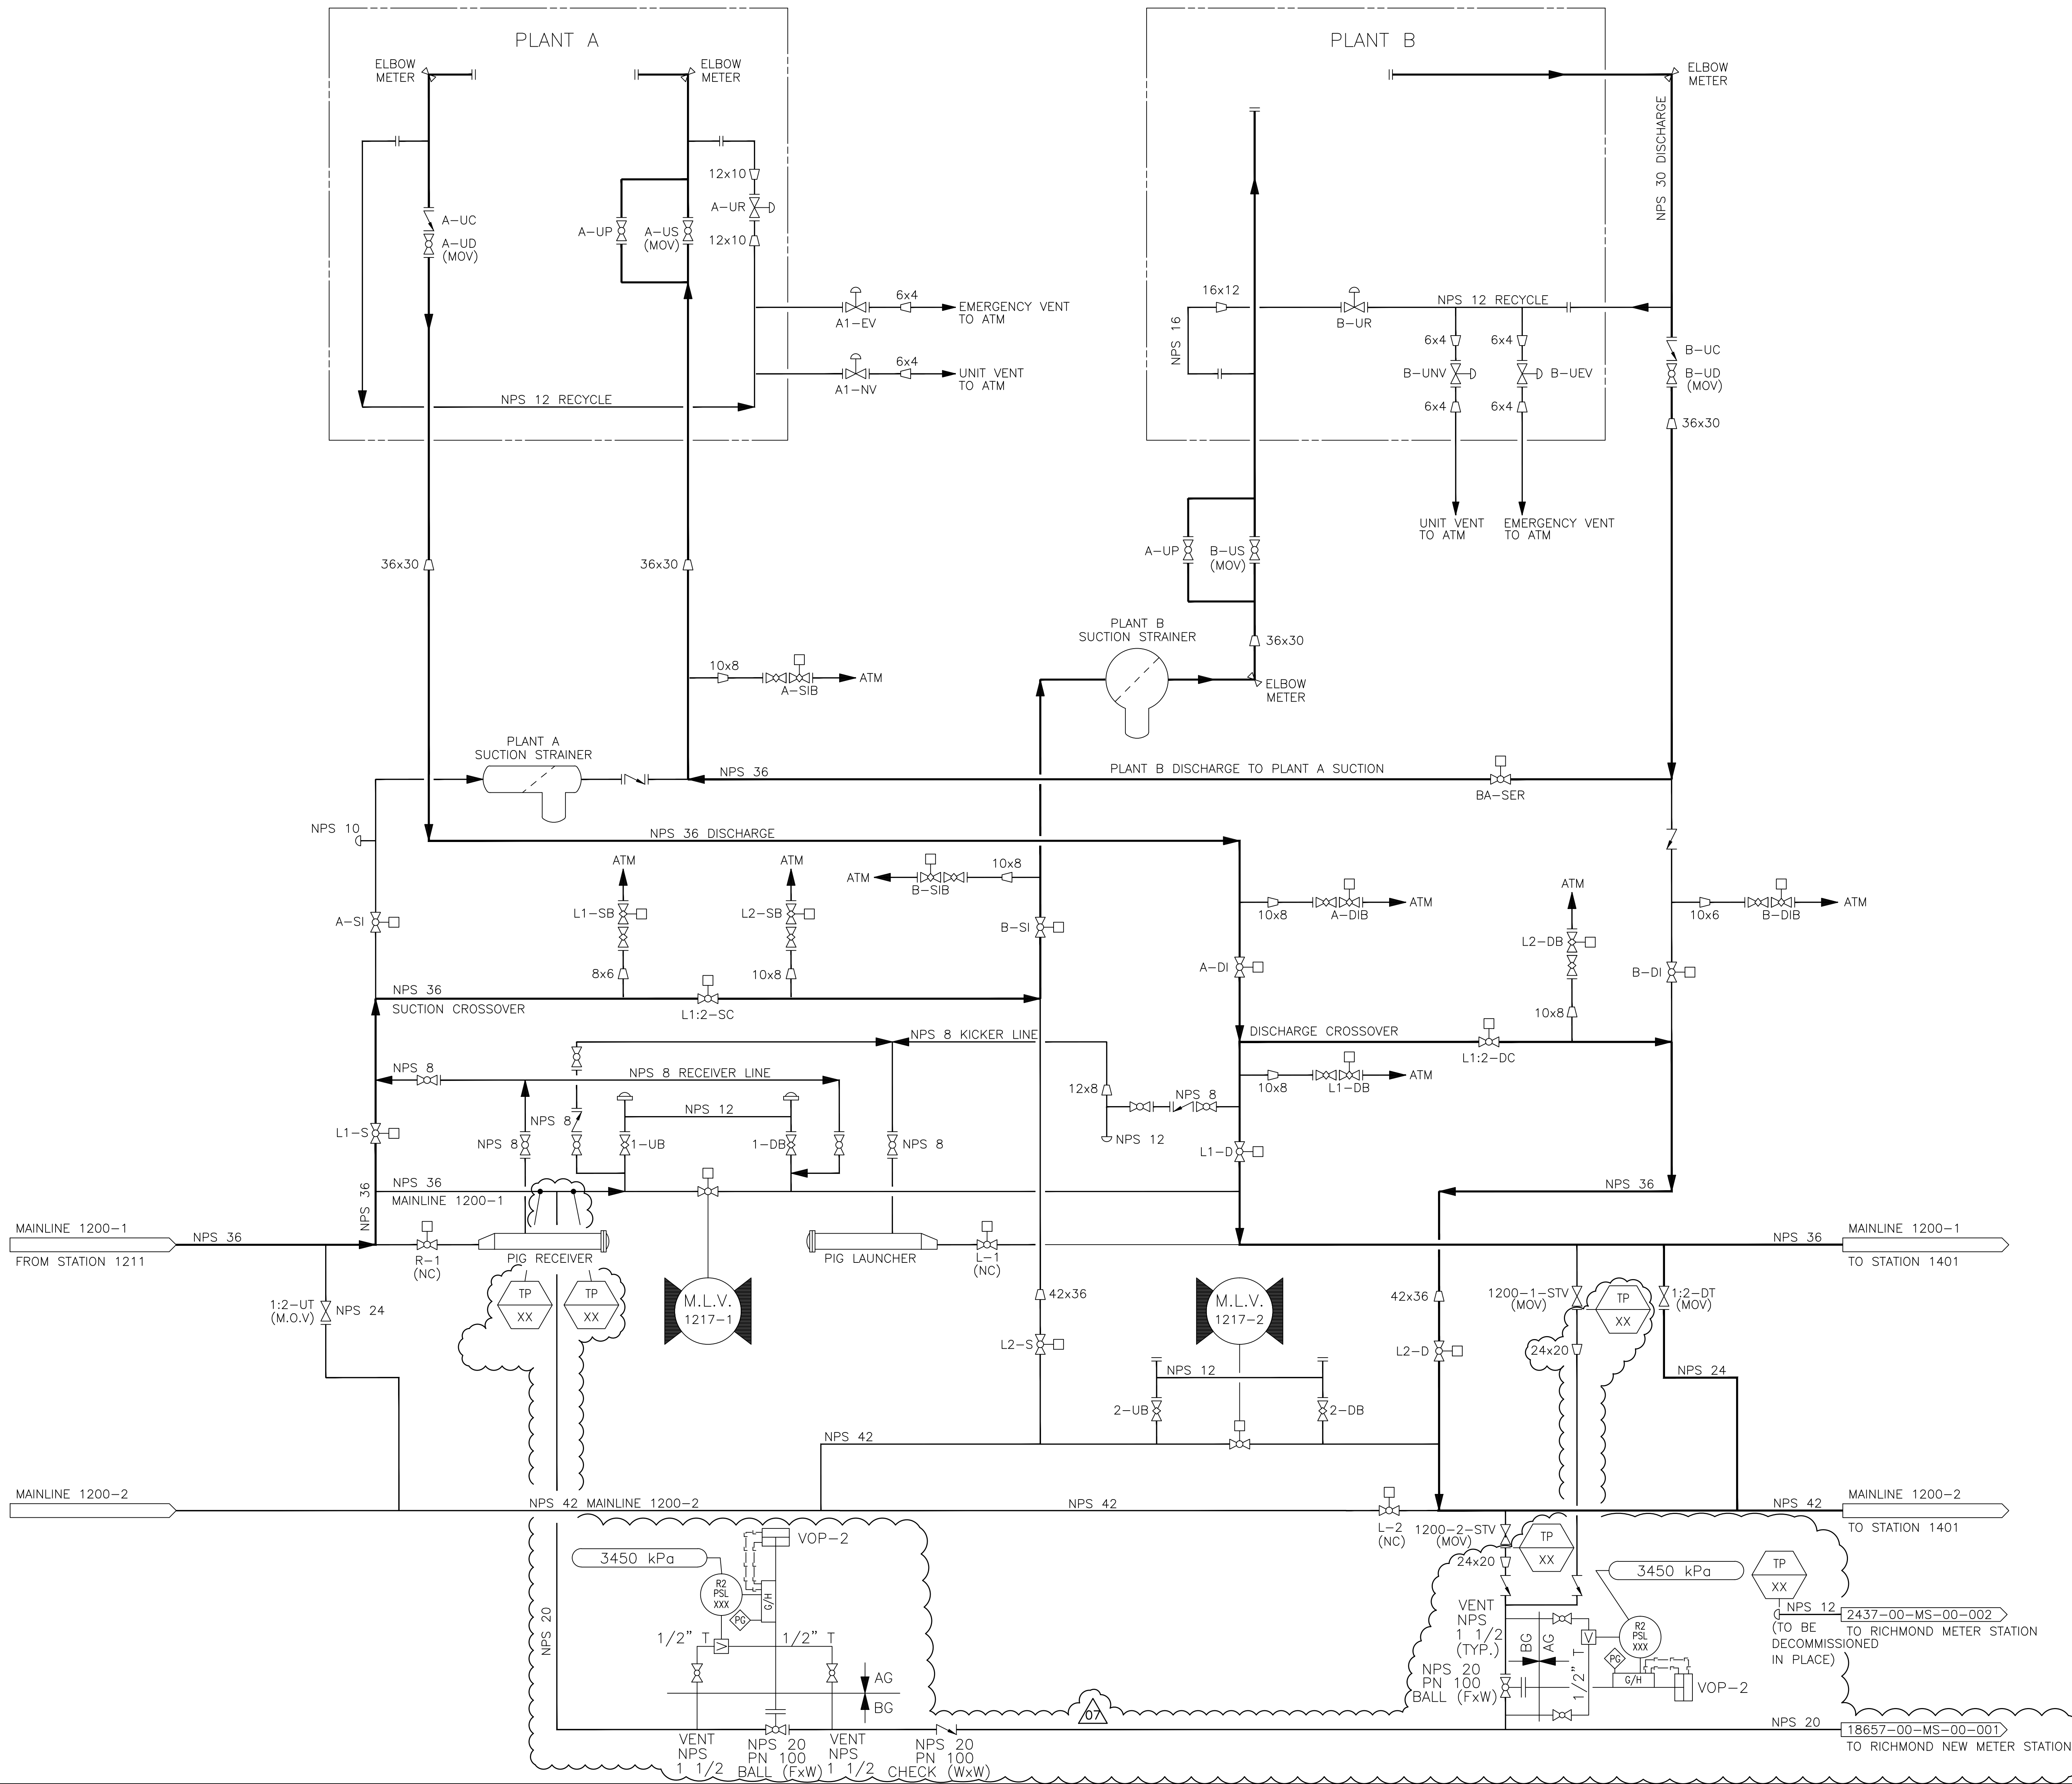 PLANT A
PLANT B
ELBOW
METER
ELBOW
METER
ELBOW
METER
NPS 30 DISCHARGE
12x10
A-UR
12x10
A-UC
A-UD
(MOV)
A-UP
A-US
(MOV)
NPS 12 RECYCLE
6x4
A1-EV
EMERGENCY VENT
TO ATM
6x4
A1-NV
UNIT VENT
TO ATM
16x12
NPS 16
B-UR
NPS 12 RECYCLE
6x4
6x4
B-UNV
B-UEV
6x4
6x4
B-UC
B-UD
(MOV)
36x30
UNIT VENT
TO ATM
EMERGENCY VENT
TO ATM
36x30
36x30
A-UP
B-US
(MOV)
PLANT B
SUCTION STRAINER
36x30
ELBOW
METER
10x8
A-SIB
ATM
PLANT A
SUCTION STRAINER
NPS 36
PLANT B DISCHARGE TO PLANT A SUCTION
BA-SER
NPS 10
NPS 36 DISCHARGE
ATM
ATM
ATM
B-SIB
10x8
L1-SB
L2-SB
A-SI
8x6
10x8
B-SI
10x8
A-DIB
ATM
ATM
L2-DB
10x8
10x6
B-DIB
ATM
A-DI
B-DI
NPS 36
SUCTION CROSSOVER
L1:2-SC
NPS 8 KICKER LINE
DISCHARGE CROSSOVER
L1:2-DC
NPS 8
NPS 8 RECEIVER LINE
12x8
NPS 8
10x8
L1-DB
ATM
NPS 12
NPS 8
L1-S
NPS 8
1-UB
1-DB
NPS 8
NPS 12
L1-D
NPS 36
NPS 36
MAINLINE 1200-1
NPS 36
MAINLINE 1200-1
FROM STATION 1211
NPS 36
R-1
(NC)
PIG RECEIVER
PIG LAUNCHER
L-1
(NC)
NPS 36
MAINLINE 1200-1
TO STATION 1401
1:2-UT
(M.O.V)
NPS 24
TP
XX
TP
XX
M.L.V.
1217-1
42x36
L2-S
M.L.V.
1217-2
42x36
L2-D
1200-1-STV
(MOV)
TP
XX
1:2-DT
(MOV)
24x20
NPS 24
NPS 12
2-UB
2-DB
NPS 42
MAINLINE 1200-2
NPS 42 MAINLINE 1200-2
NPS 42
L-2
(NC)
NPS 42
MAINLINE 1200-2
TO STATION 1401
1200-2-STV
(MOV)
TP
XX
24x20
VOP-2
3450 kPa
R2
PSL
XXX
G/H
PG
1/2" T
1/2" T
NPS 20
AG
BG
VENT
NPS
1 1/2
NPS 20
PN 100
BALL (FxW)
VENT
NPS
1 1/2
NPS 20
PN 100
CHECK (WxW)
07
3450 kPa
TP
XX
VENT
NPS
1 1/2
(TYP.)
BG
AG
1/2" T
V
V
R2
PSL
XXX
PG
G/H
VOP-2
NPS 20
PN 100
BALL (FxW)
NPS 12
(TO BE
DECOMMISSIONED
IN PLACE)
2437-00-MS-00-002
TO RICHMOND METER STATION
NPS 20
18657-00-MS-00-001
TO RICHMOND NEW METER STATION